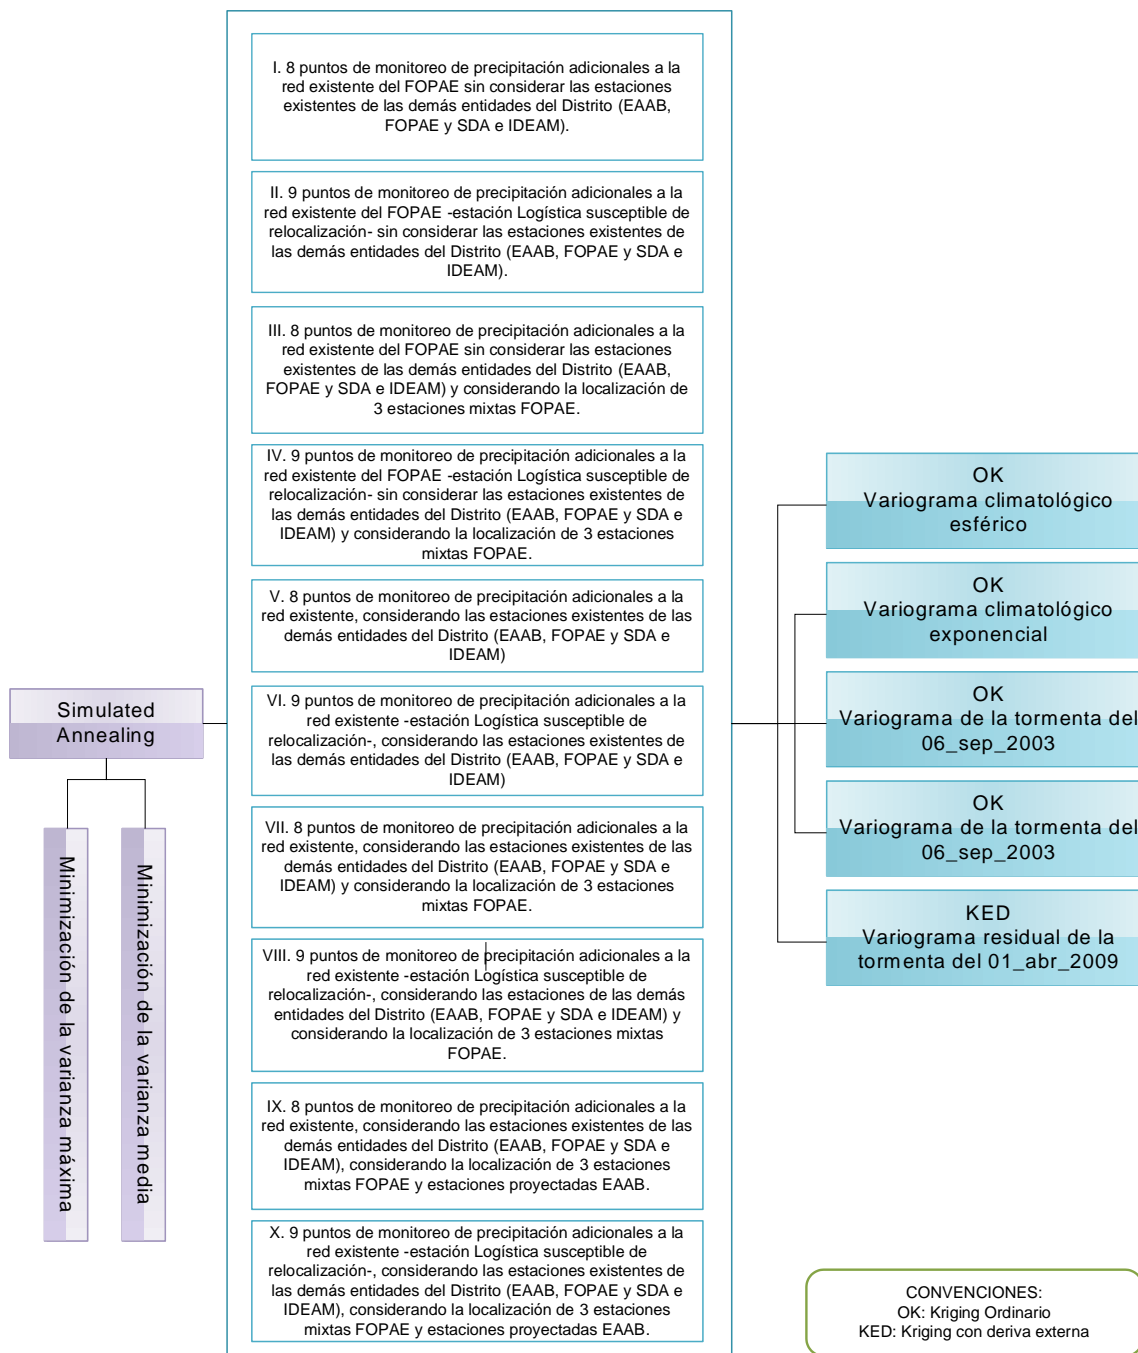 Simulated
Annealing
Minimización de la varianza máxima
Minimización de la varianza media
I. 8 puntos de monitoreo de precipitación adicionales a la
red existente del FOPAE sin considerar las estaciones
existentes de las demás entidades del Distrito (EAAB,
FOPAE y SDA e IDEAM).
II. 9 puntos de monitoreo de precipitación adicionales a la
red existente del FOPAE -estación Logística susceptible de
relocalización- sin considerar las estaciones existentes de
las demás entidades del Distrito (EAAB, FOPAE y SDA e
IDEAM).
III. 8 puntos de monitoreo de precipitación adicionales a la
red existente del FOPAE sin considerar las estaciones
existentes de las demás entidades del Distrito (EAAB,
FOPAE y SDA e IDEAM) y considerando la localización de
3 estaciones mixtas FOPAE.
IV. 9 puntos de monitoreo de precipitación adicionales a la
red existente del FOPAE -estación Logística susceptible de
relocalización- sin considerar las estaciones existentes de
las demás entidades del Distrito (EAAB, FOPAE y SDA e
IDEAM) y considerando la localización de 3 estaciones
mixtas FOPAE.
V. 8 puntos de monitoreo de precipitación adicionales a la
red existente, considerando las estaciones existentes de las
demás entidades del Distrito (EAAB, FOPAE y SDA e
IDEAM)
VI. 9 puntos de monitoreo de precipitación adicionales a la
red existente -estación Logística susceptible de
relocalización-, considerando las estaciones existentes de
las demás entidades del Distrito (EAAB, FOPAE y SDA e
IDEAM)
VII. 8 puntos de monitoreo de precipitación adicionales a la
red existente, considerando las estaciones existentes de las
demás entidades del Distrito (EAAB, FOPAE y SDA e
IDEAM) y considerando la localización de 3 estaciones
mixtas FOPAE.
VIII. 9 puntos de monitoreo de precipitación adicionales a la
red existente -estación Logística susceptible de
relocalización-, considerando las estaciones de las demás
entidades del Distrito (EAAB, FOPAE y SDA e IDEAM) y
considerando la localización de 3 estaciones mixtas
FOPAE.
IX. 8 puntos de monitoreo de precipitación adicionales a la
red existente, considerando las estaciones existentes de las
demás entidades del Distrito (EAAB, FOPAE y SDA e
IDEAM), considerando la localización de 3 estaciones
mixtas FOPAE y estaciones proyectadas EAAB.
X. 9 puntos de monitoreo de precipitación adicionales a la
red existente -estación Logística susceptible de
relocalización-, considerando las estaciones existentes de
las demás entidades del Distrito (EAAB, FOPAE y SDA e
IDEAM), considerando la localización de 3 estaciones
mixtas FOPAE y estaciones proyectadas EAAB.
OK
Variograma climatológico
esférico
OK
Variograma climatológico
exponencial
OK
Variograma de la tormenta del
06_sep_2003
OK
Variograma de la tormenta del
06_sep_2003
KED
Variograma residual de la
tormenta del 01_abr_2009
CONVENCIONES:
OK: Kriging Ordinario
KED: Kriging con deriva externa